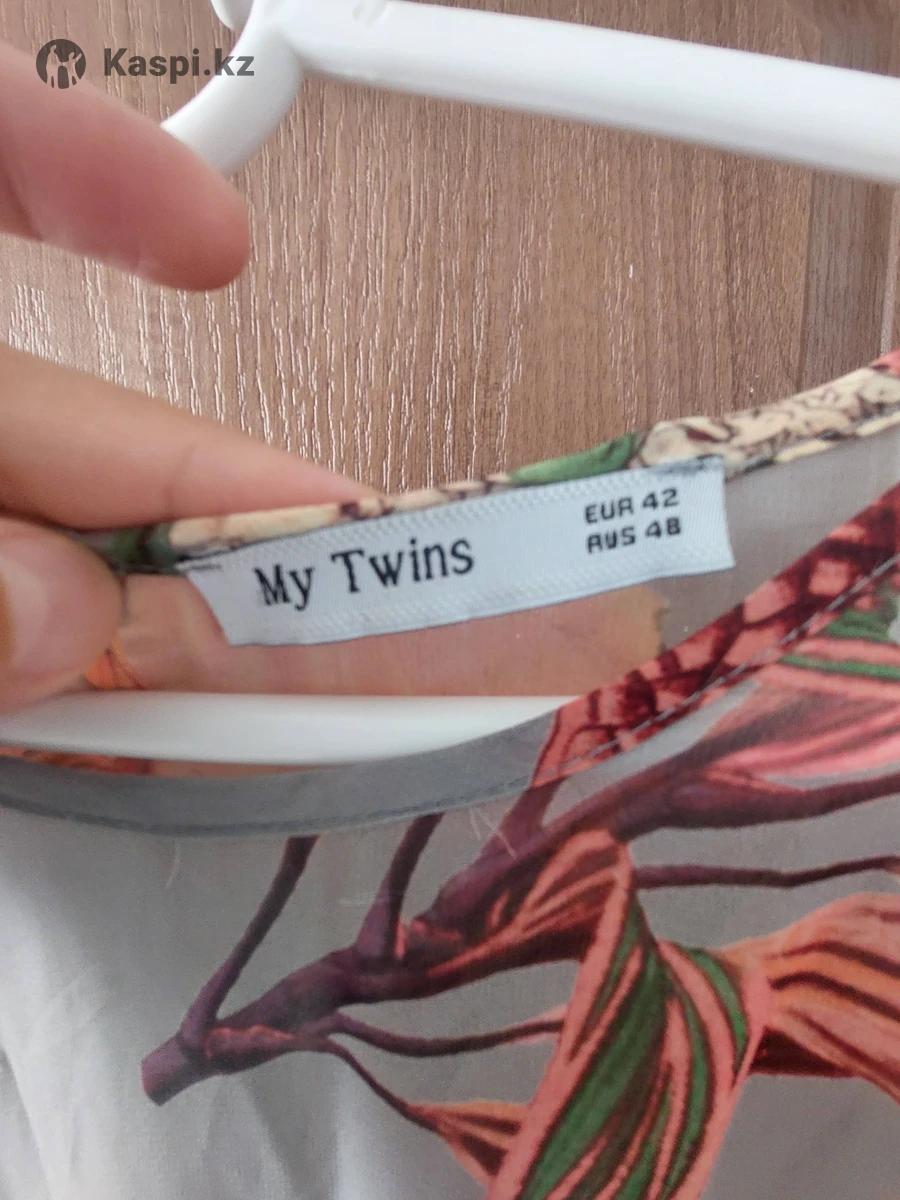 Kaspi.kz
My Twins
EUR 42
RUS 48